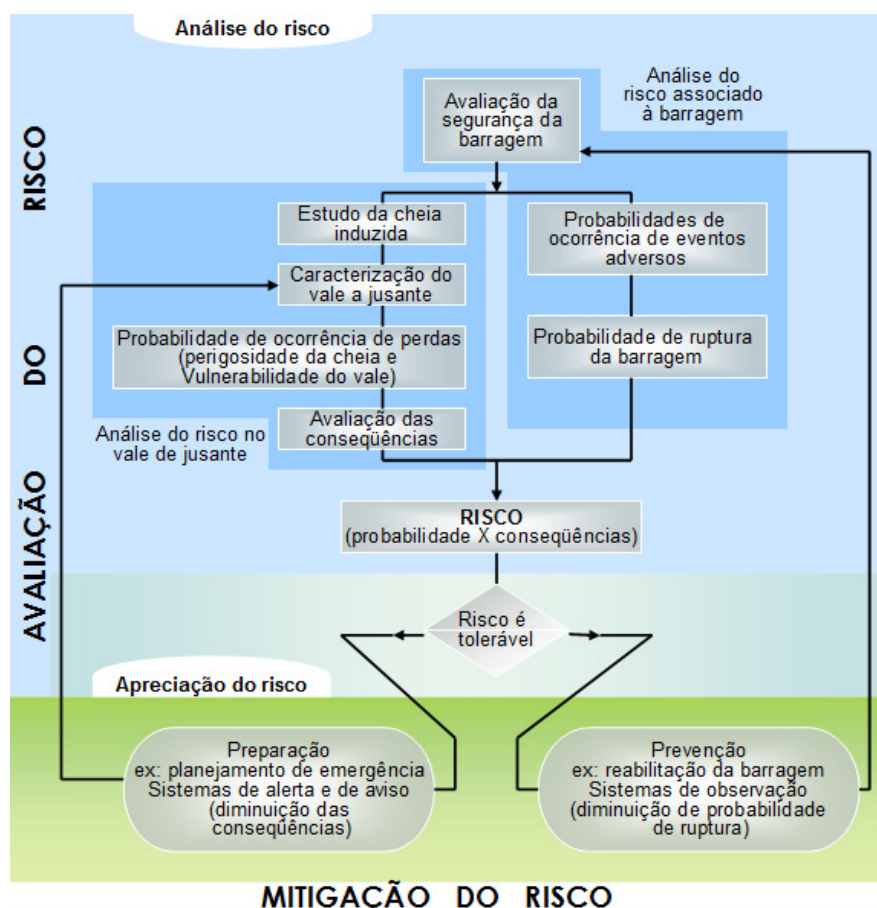 Análise do risco
Avaliação da
segurança da
barragem
Análise do
risco associado
à barragem
Estudo da cheia
induzida
Probabilidades de
ocorrência de eventos
adversos
Caracterização do
vale a jusante
Probabilidade de ocorrência de perdas
(perigosidade da cheia e
Vulnerabilidade do vale)
Probabilidade de ruptura
da barragem
Avaliação das
conseqüências
Análise do risco no
vale de jusante
RISCO
(probabilidade X conseqüências)
Risco é
tolerável
Apreciação do risco
Preparação
ex: planejamento de emergência
Sistemas de alerta e de aviso
(diminuição das
conseqüências)
Prevenção
ex: reabilitação da barragem
Sistemas de observação
(diminuição de probabilidade
de ruptura)
AVALIAÇÃO DO RISCO
MITIGAÇÃO DO RISCO